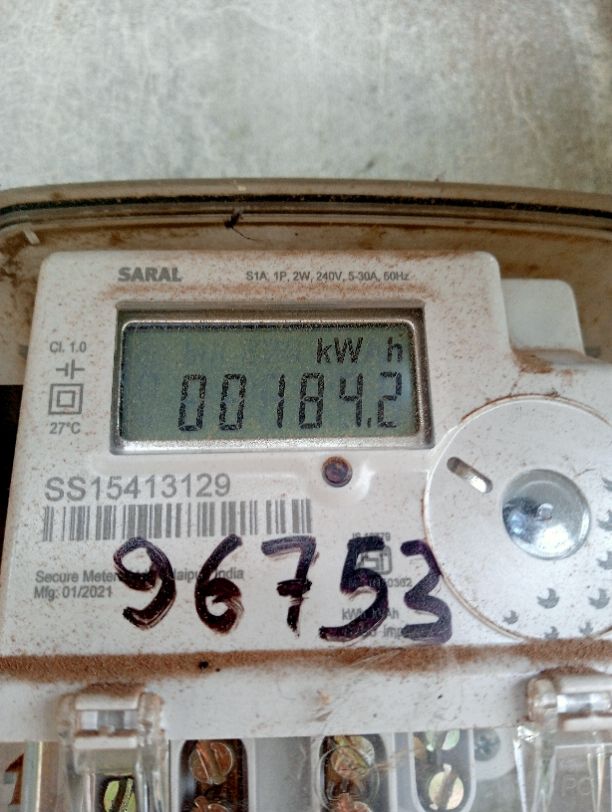 SARAL
S1A, 1P, 2W, 240V, 5-30A, 50Hz
kW h
00184.2
Cl. 1.0
27°C
SS15413129
96753
Secure Meters India
Mfg: 01/2021